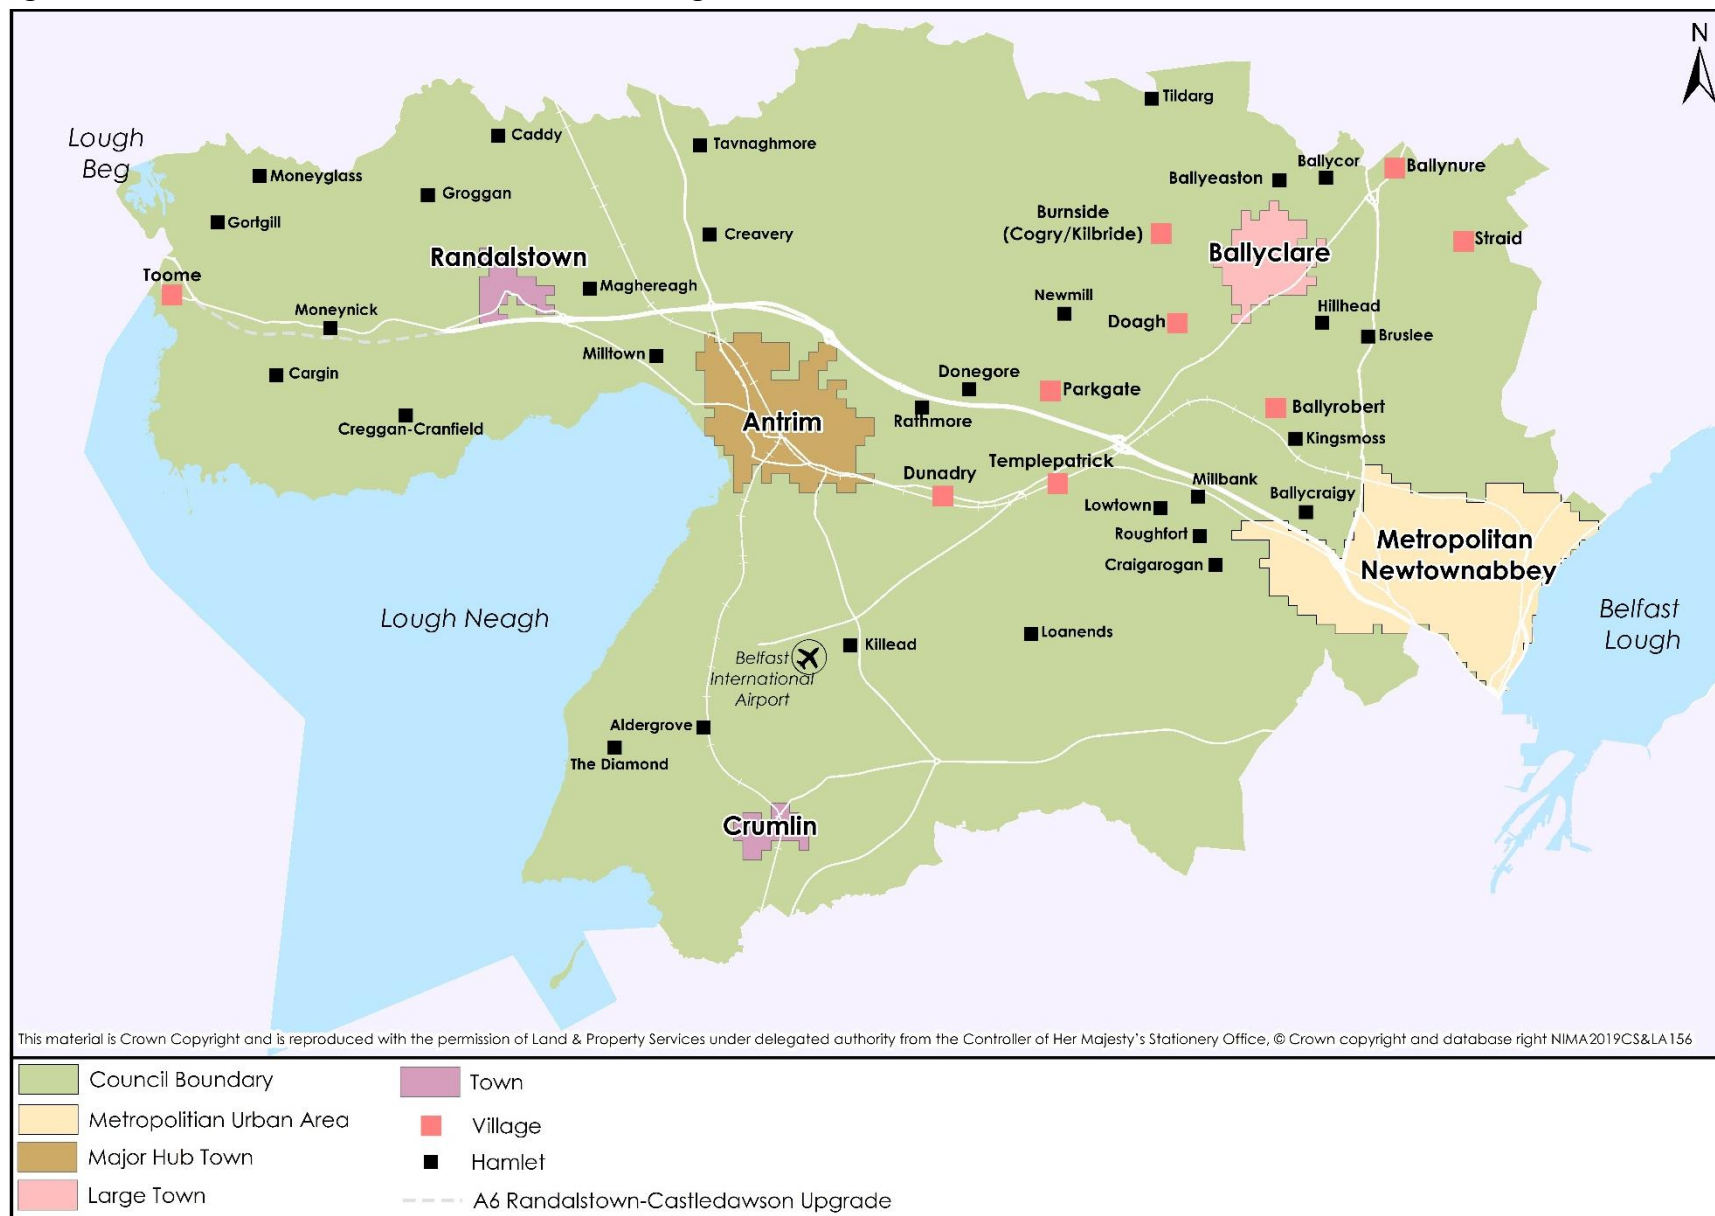 N
Tildarg
Lough
Beg
Caddy
Tavnaghmore
Moneyglass
Groggan
Ballycor
Ballynure
Ballyeaston
Gortgill
Burnside
(Cogry/Kilbride)
Creavery
Straid
Randalstown
Ballyclare
Toome
Maghereagh
Moneynick
Newmill
Hillhead
Doagh
Bruslee
Milltown
Cargin
Donegore
Parkgate
Ballyrobert
Creggan-Cranfield
Antrim
Rathmore
Kingsmoss
Dunadry
Templepatrick
Millbank
Ballycraigy
Lowtown
Roughfort
Metropolitan
Newtownabbey
Craigarogan
Lough Neagh
Belfast
Lough
Loanends
Killead
Belfast
International
Airport
Aldergrove
The Diamond
Crumlin
This material is Crown Copyright and is reproduced with the permission of Land & Property Services under delegated authority from the Controller of Her Majesty's Stationery Office, © Crown copyright and database right NIMA2019CS&LA156
Council Boundary
Metropolitian Urban Area
Major Hub Town
Large Town
Town
Village
Hamlet
A6 Randalstown-Castledawson Upgrade